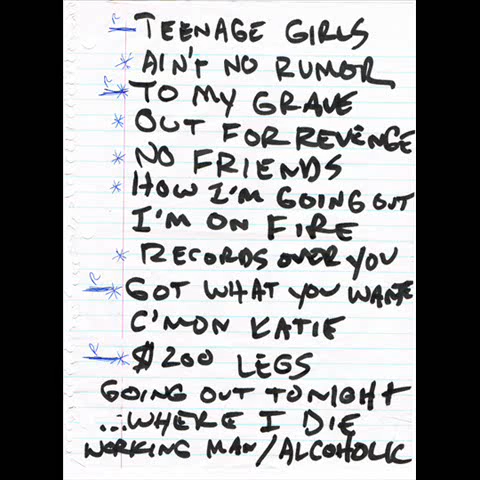 TEENAGE GIRLS
* AIN'T NO RUMOR
* TO MY GRAVE
* OUT FOR REVENGE
* NO FRIENDS
* HOW I'M GOING OUT
I'M ON FIRE
* RECORDS OVER YOU
* GOT WHAT YOU WANTE
C'MON KATIE
* $200 LEGS
GOING OUT TONIGHT
...WHERE I DIE
WORKING MAN/ALCOHOLIC